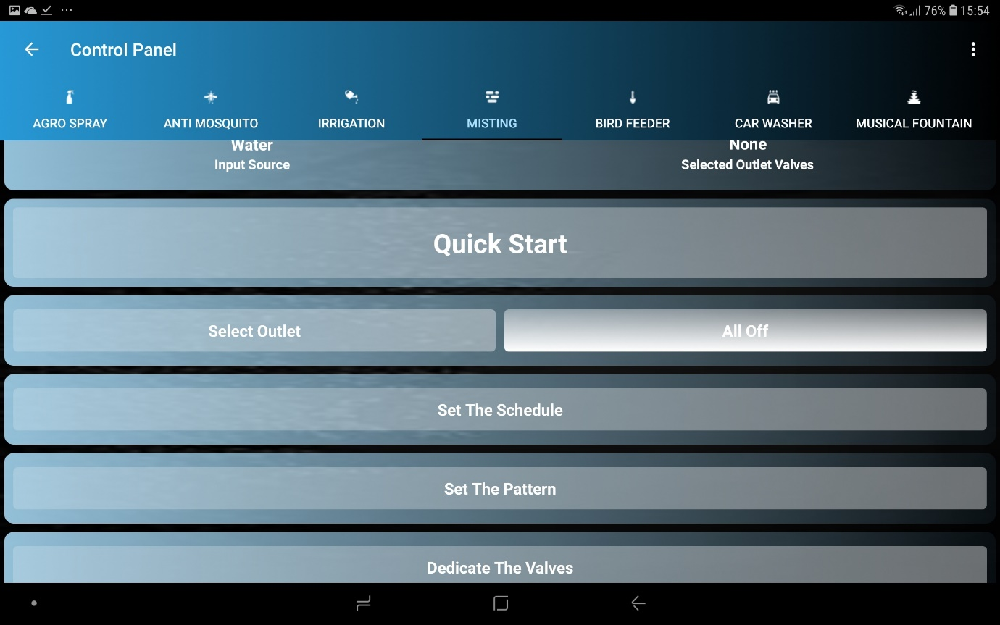 76% 15:54
Control Panel
AGRO SPRAY ANTI MOSQUITO IRRIGATION MISTING BIRD FEEDER CAR WASHER MUSICAL FOUNTAIN
Water None
Input Source Selected Outlet Valves
Quick Start
Select Outlet All Off
Set The Schedule
Set The Pattern
Dedicate The Valves